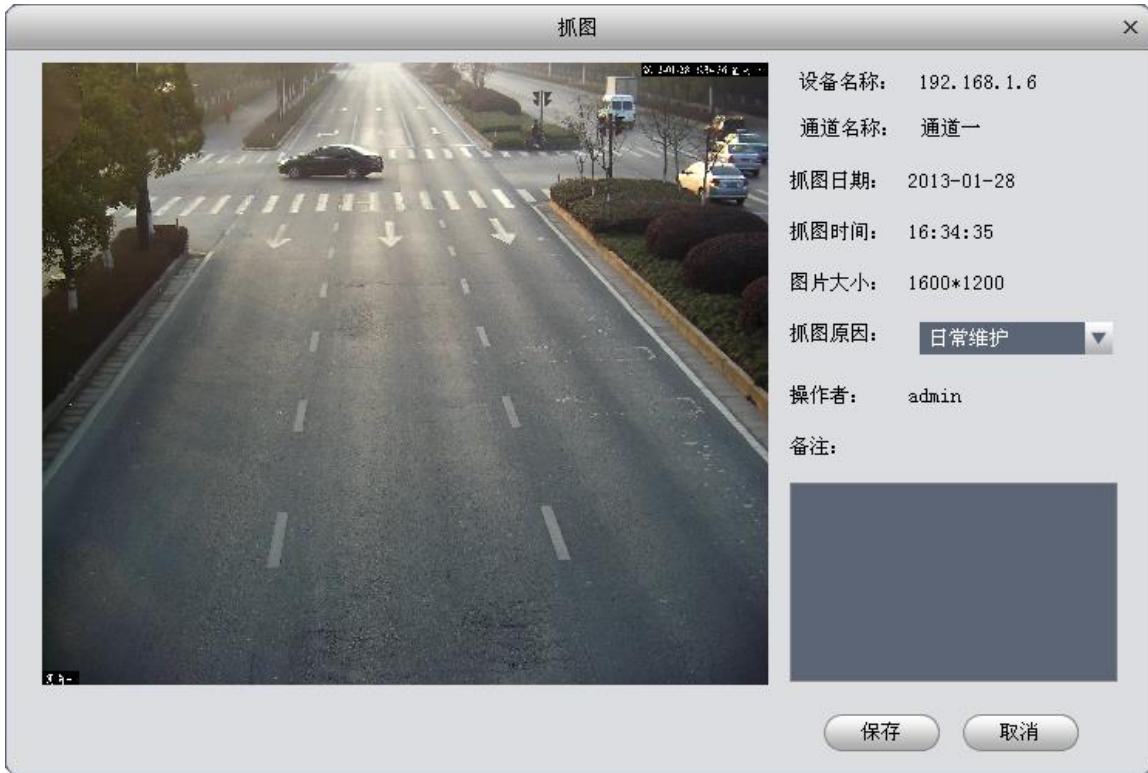 抓图
设备名称： 192.168.1.6
通道名称： 通道一
抓图日期： 2013-01-28
抓图时间： 16:34:35
图片大小： 1600*1200
抓图原因： 日常维护
操作者： admin
备注：
保存 取消